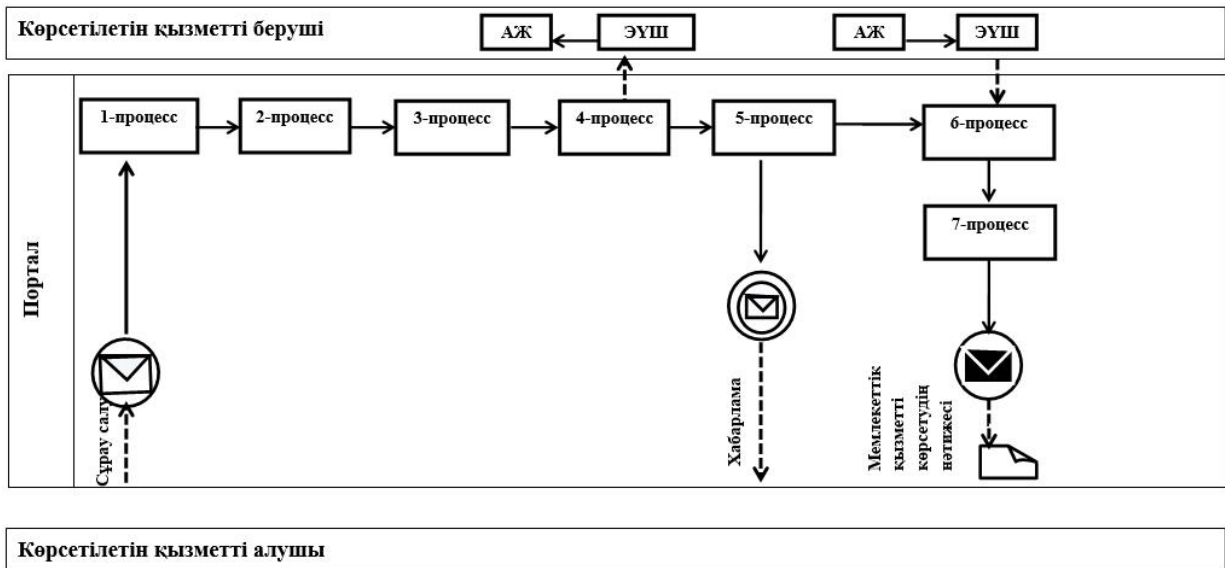 Көрсетілетін қызметті беруші
АЖ
ЭҮШ
АЖ
ЭҮШ
Портал
1-процесс
2-процесс
3-процесс
4-процесс
5-процесс
6-процесс
7-процесс
Сұрау салу
Хабарлама
Мемлекеттік
қызметті
көрсетудің
нәтижесі
Көрсетілетін қызметті алушы